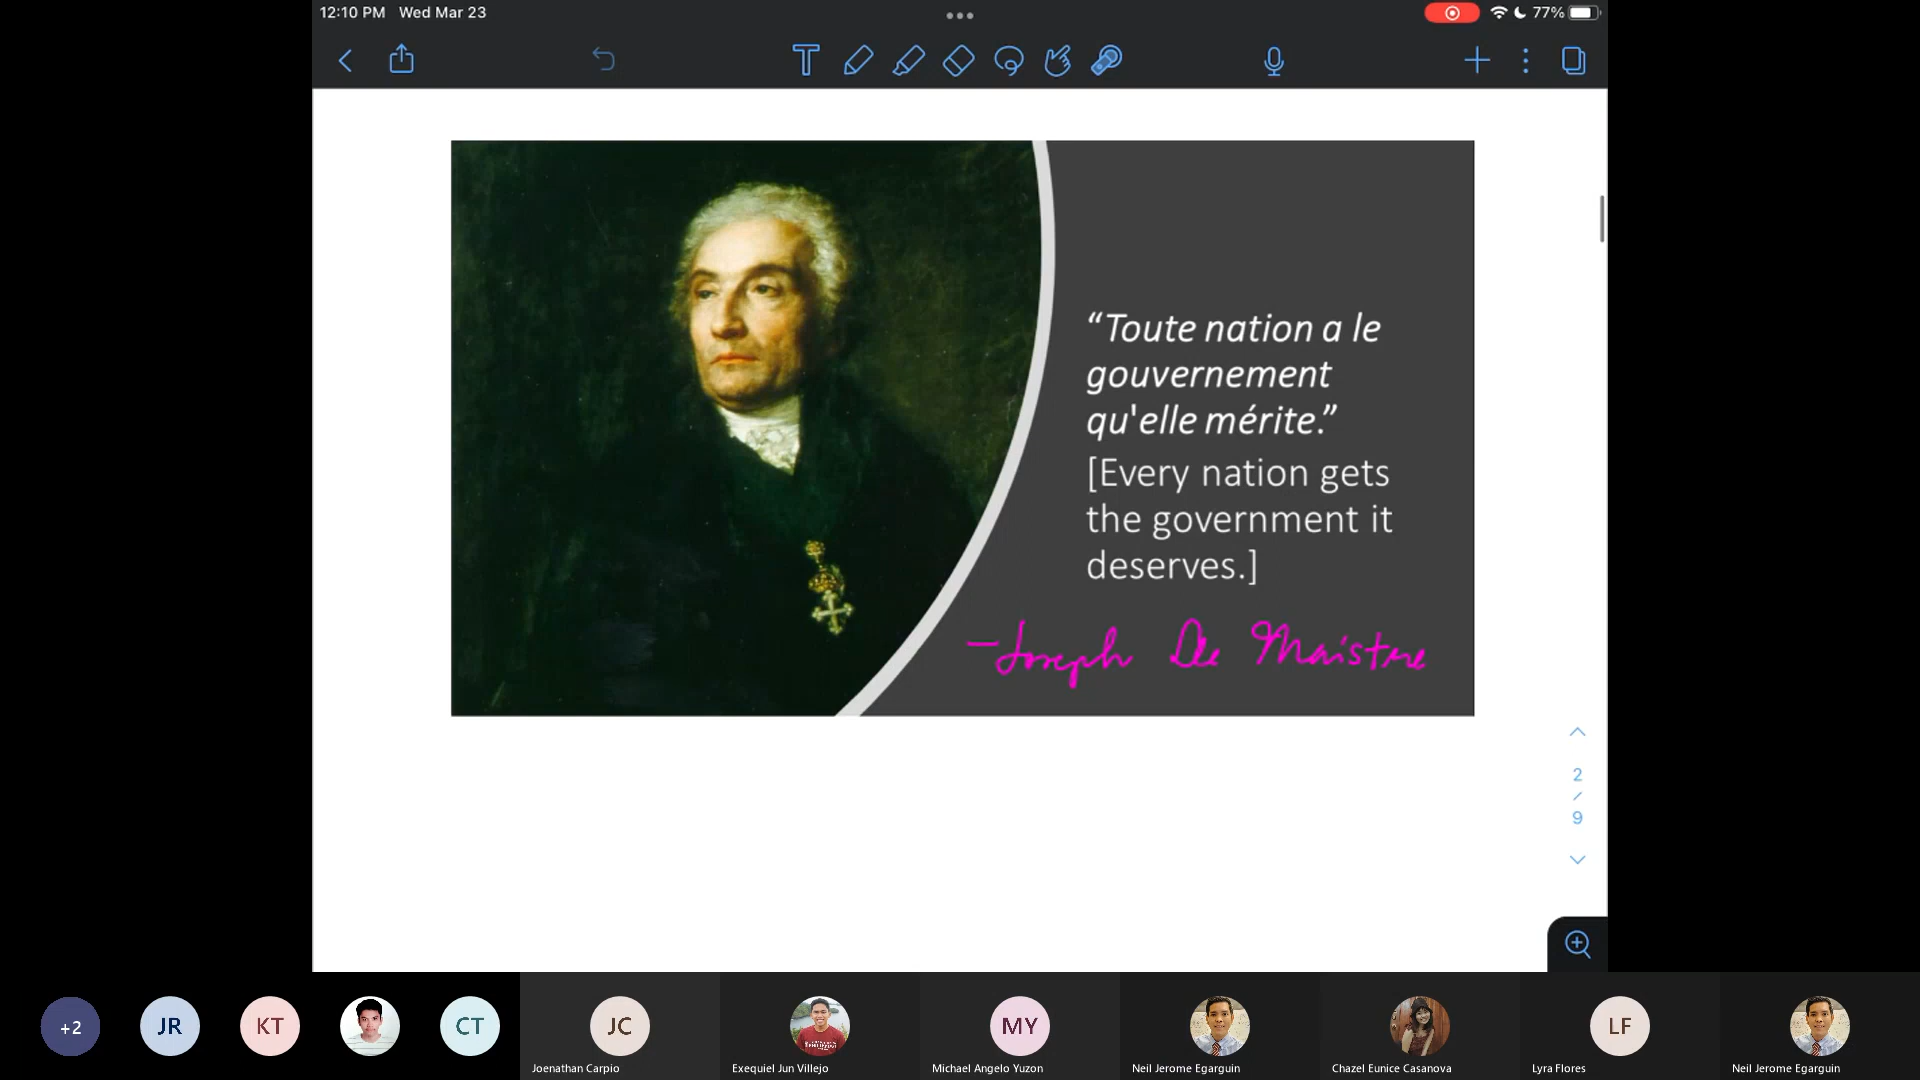 12:10 PM Wed Mar 23
77%
T
“Toute nation a le
gouvernement
qu'elle mérite.”
[Every nation gets
the government it
deserves.]
—Joseph De Maistre
2
/
9
+2
JR
KT
CT
JC
MY
LF
Joenathan Carpio
Exequiel Jun Villejo
Michael Angelo Yuzon
Neil Jerome Egarguin
Chazel Eunice Casanova
Lyra Flores
Neil Jerome Egarguin